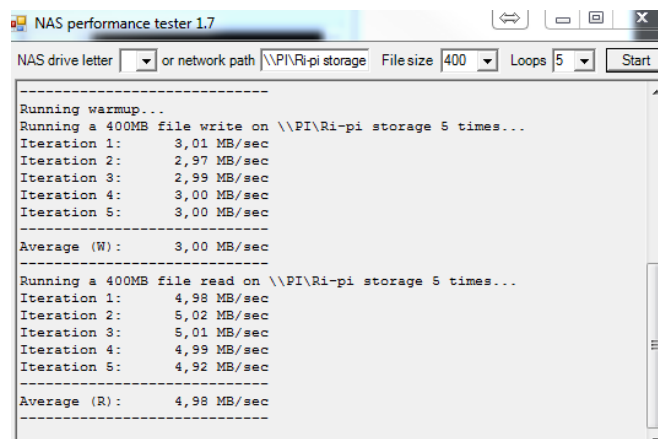 NAS performance tester 1.7
NAS drive letter or network path \\PI\Ri-pi storage File size 400 Loops 5 Start
-----------------------------
Running warmup...
Running a 400MB file write on \\PI\Ri-pi storage 5 times...
Iteration 1: 3,01 MB/sec
Iteration 2: 2,97 MB/sec
Iteration 3: 2,99 MB/sec
Iteration 4: 3,00 MB/sec
Iteration 5: 3,00 MB/sec
-----------------------------
Average (W): 3,00 MB/sec
-----------------------------
Running a 400MB file read on \\PI\Ri-pi storage 5 times...
Iteration 1: 4,98 MB/sec
Iteration 2: 5,02 MB/sec
Iteration 3: 5,01 MB/sec
Iteration 4: 4,99 MB/sec
Iteration 5: 4,92 MB/sec
-----------------------------
Average (R): 4,98 MB/sec
-----------------------------